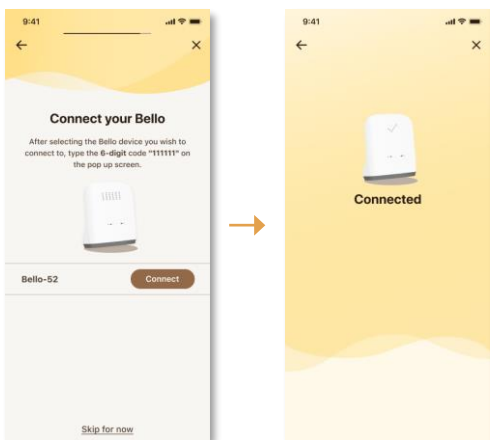 9:41
Connect your Bello
After selecting the Bello device you wish to
connect to, type the 6-digit code "111111" on
the pop up screen.
Bello-52
Connect
Skip for now
9:41
Connected